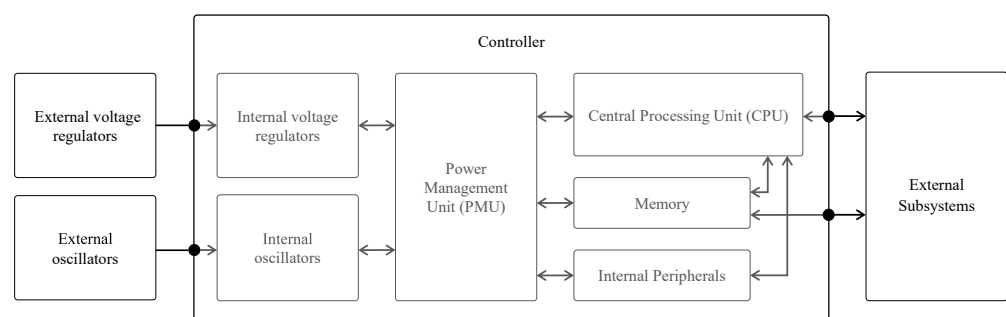 Controller
External voltage
regulators
Internal voltage
regulators
Power
Management
Unit (PMU)
Central Processing Unit (CPU)
Memory
Internal Peripherals
External
Subsystems
External
oscillators
Internal
oscillators